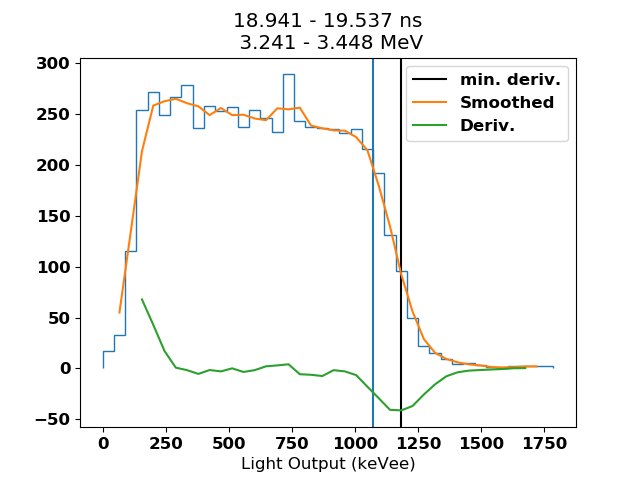 18.941 - 19.537 ns
3.241 - 3.448 MeV
300
250
200
150
100
50
0
−50
min. deriv.
Smoothed
Deriv.
0 250 500 750 1000 1250 1500 1750
Light Output (keVee)